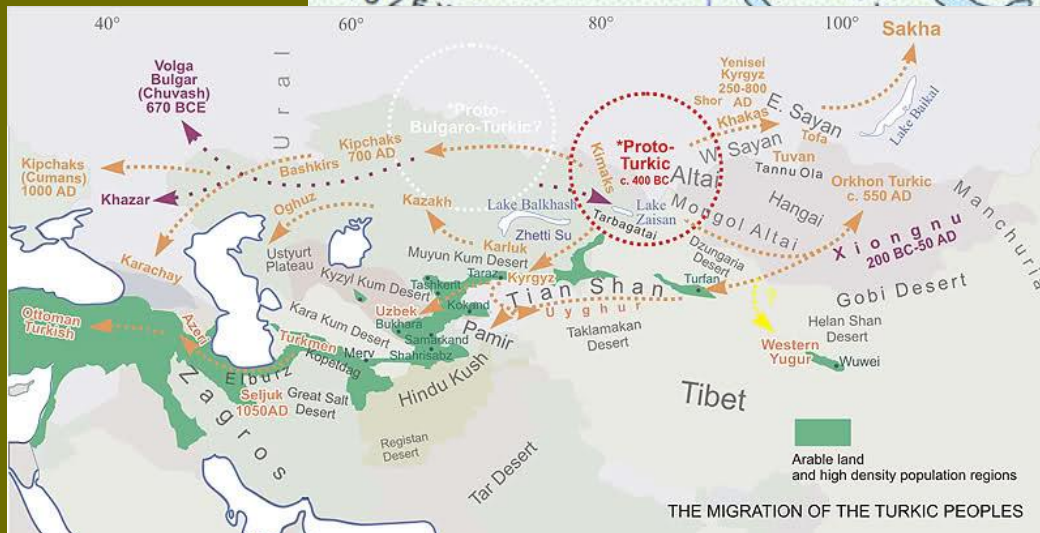 40°
60°
80°
100°
Sakha
Volga
Bulgar
(Chuvash)
670 BCE
Ural
*Proto-
Bulgaro-Turkic?
*Proto-
Turkic
c. 400 BC
Yenisei
Kyrgyz
250-800
AD
Shor
Khakas
E. Sayan
Lake Baikal
Tofa
W. Sayan
Tuvan
Tannu Ola
Altai
Kimaks
Kipchaks
700 AD
Bashkirs
Kipchaks
(Cumans)
1000 AD
Khazar
Oghuz
Kazakh
Lake Balkhash
Lake
Zaisan
Tarbagatai
Zhetti Su
Mongol Altai
Hangai
Orkhon Turkic
c. 550 AD
Manchuria
Xiongnu
200 BC-50 AD
Karachay
Ustyurt
Plateau
Karluk
Muyun Kum Desert
Kyzyl Kum Desert
Taraz
Kyrgyz
Tashkent
Dzungaria
Desert
Turfan
Tian Shan
Gobi Desert
Ottoman
Turkish
Azeri
Kara Kum Desert
Uzbek
Kokand
Uyghur
?
Bukhara
Pamir
Taklamakan
Desert
Helan Shan
Desert
Turkmen
Samarkand
Merv
Shahrisabz
Western
Yugur
Wuwei
Elburz
Kopetdag
Seljuk
1050AD
Great Salt
Desert
Hindu Kush
Zagros
Tibet
Registan
Desert
Tar Desert
Arable land
and high density population regions
THE MIGRATION OF THE TURKIC PEOPLES